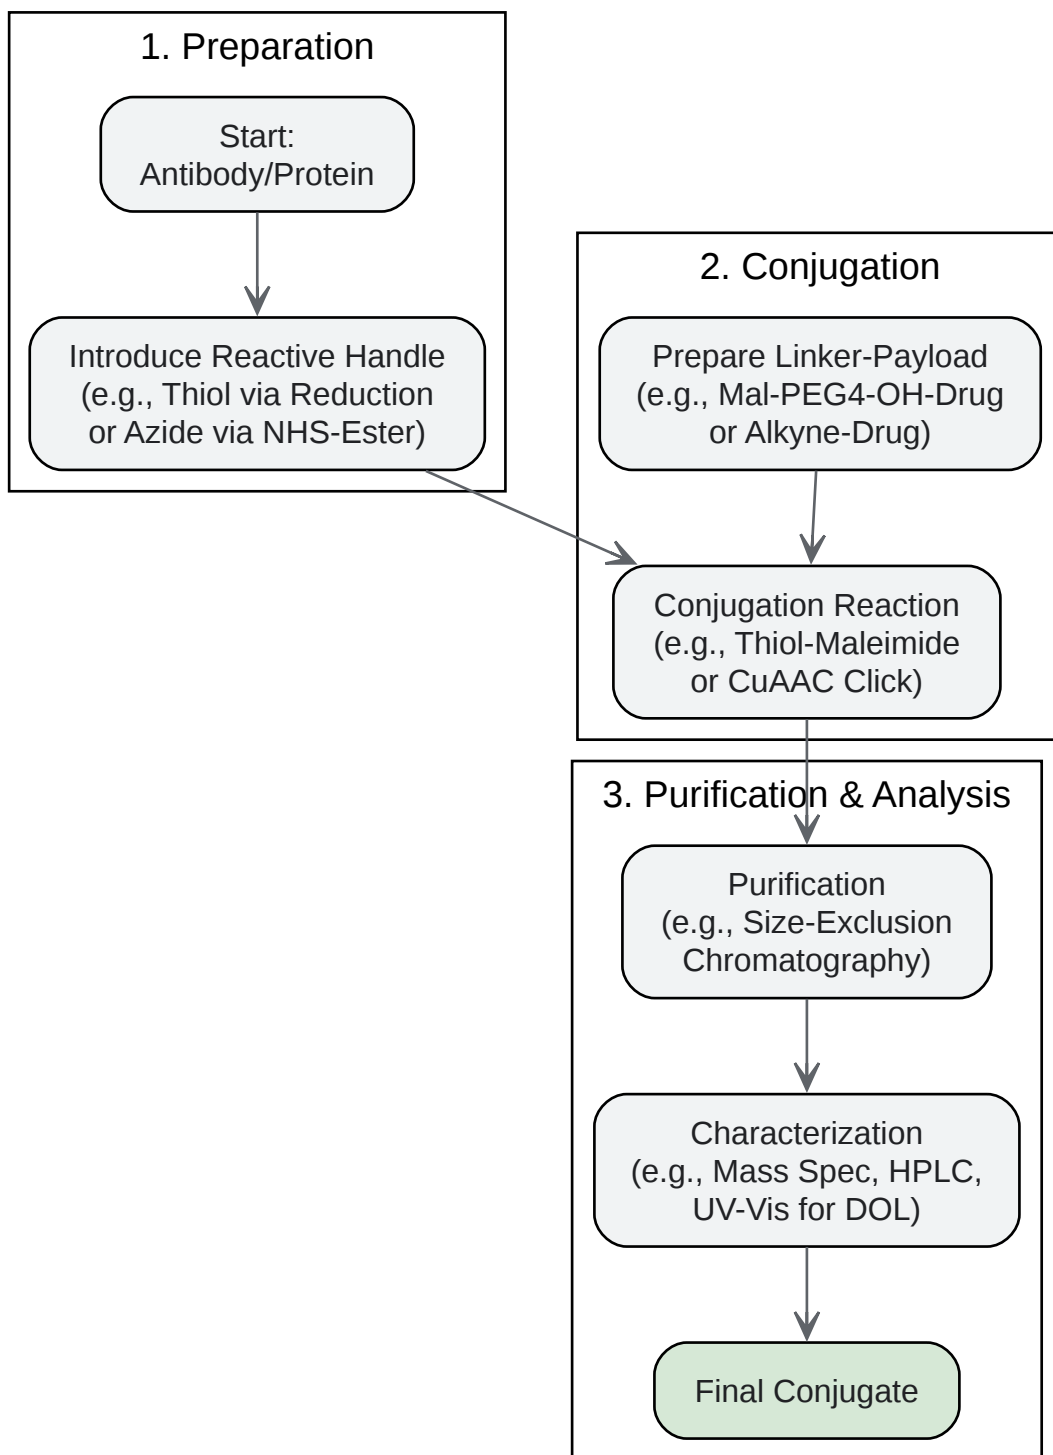 1. Preparation
Start:
Antibody/Protein
Introduce Reactive Handle
(e.g., Thiol via Reduction
or Azide via NHS-Ester)
2. Conjugation
Prepare Linker-Payload
(e.g., Mal-PEG4-OH-Drug
or Alkyne-Drug)
Conjugation Reaction
(e.g., Thiol-Maleimide
or CuAAC Click)
3. Purification & Analysis
Purification
(e.g., Size-Exclusion
Chromatography)
Characterization
(e.g., Mass Spec, HPLC,
UV-Vis for DOL)
Final Conjugate